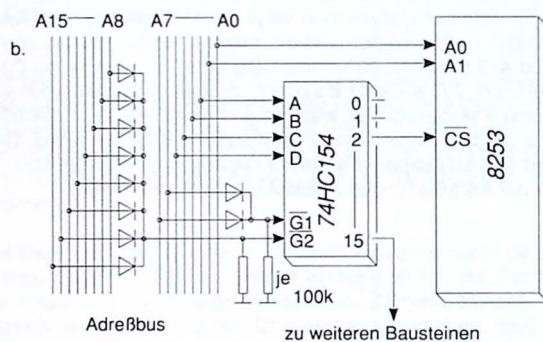 A15 A8 A7 A0
b.
A0
A1
A 0
B 1
C 2
D
G1
G2 15
74HC154
CS
8253
je
100k
Adreßbus
zu weiteren Bausteinen